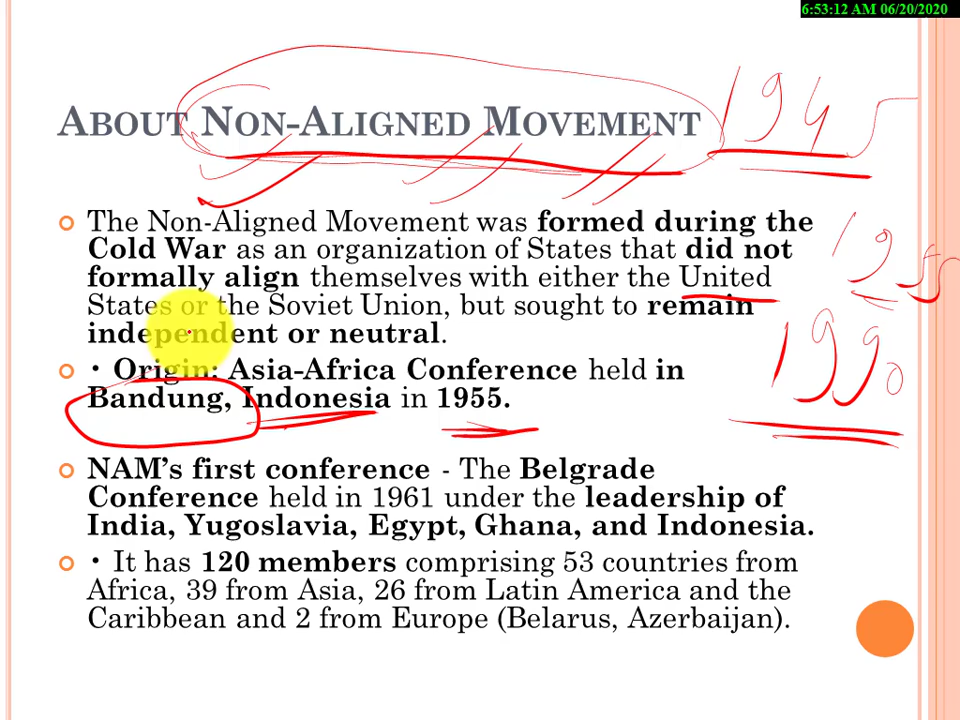 6:53:12 AM 06/20/2020
ABOUT NON-ALIGNED MOVEMENT
1945
The Non-Aligned Movement was formed during the
Cold War as an organization of States that did not
formally align themselves with either the United
States or the Soviet Union, but sought to remain
independent or neutral.
1955
1990
• Origin: Asia-Africa Conference held in
Bandung, Indonesia in 1955.
NAM’s first conference - The Belgrade
Conference held in 1961 under the leadership of
India, Yugoslavia, Egypt, Ghana, and Indonesia.
• It has 120 members comprising 53 countries from
Africa, 39 from Asia, 26 from Latin America and the
Caribbean and 2 from Europe (Belarus, Azerbaijan).